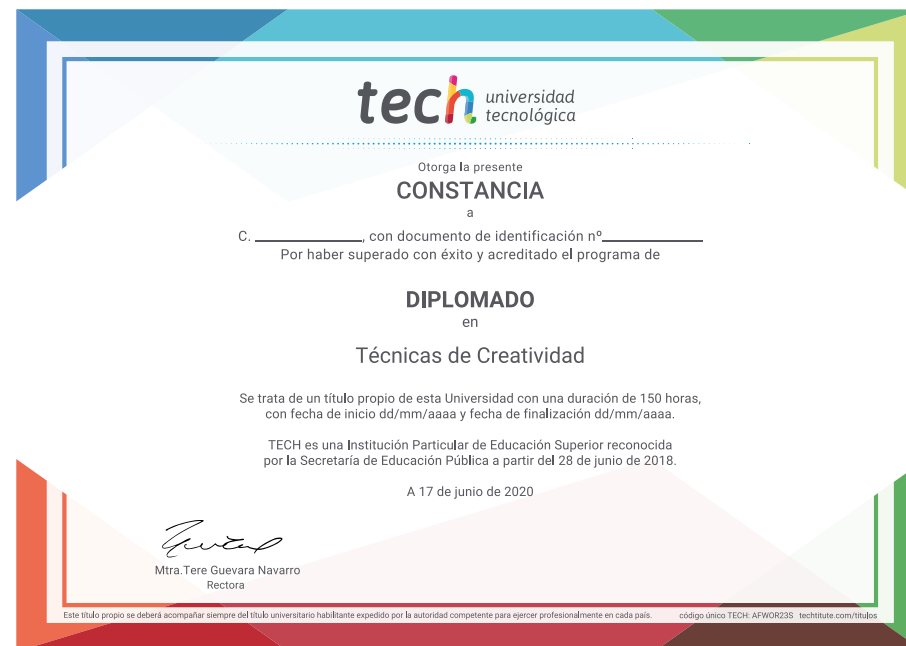 tech universidad
tecnológica
Otorga la presente
CONSTANCIA
a
C. ____________, con documento de identificación nº____________
Por haber superado con éxito y acreditado el programa de
DIPLOMADO
en
Técnicas de Creatividad
Se trata de un título propio de esta Universidad con una duración de 150 horas,
con fecha de inicio dd/mm/aaaa y fecha de finalización dd/mm/aaaa.
TECH es una Institución Particular de Educación Superior reconocida
por la Secretaría de Educación Pública a partir del 28 de junio de 2018.
A 17 de junio de 2020
Mtra.Tere Guevara Navarro
Rectora
Este título propio se deberá acompañar siempre del título universitario habilitante expedido por la autoridad competente para ejercer profesionalmente en cada país. código único TECH: AFWOR23S techtitute.com/títulos